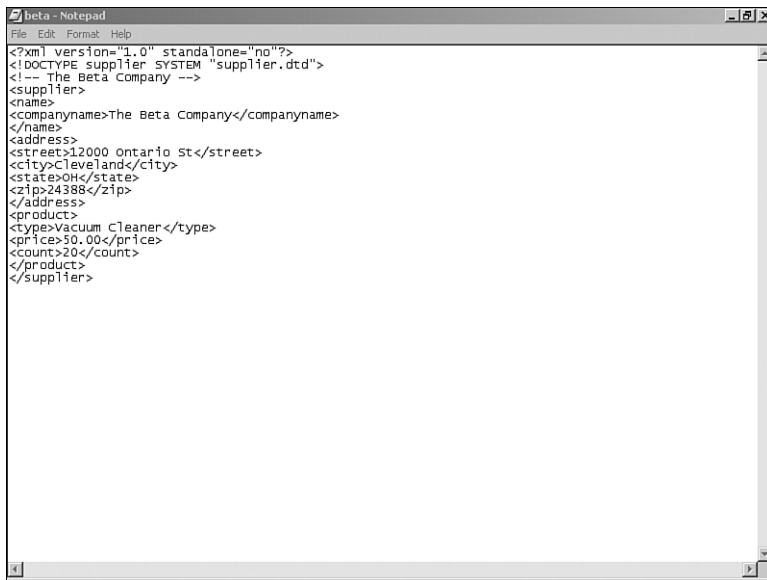 beta - Notepad
File Edit Format Help
<?xml version="1.0" standalone="no"?>
<!DOCTYPE supplier SYSTEM "supplier.dtd">
<!-- The Beta Company -->
<supplier>
<name>
<companyname>The Beta Company</companyname>
</name>
<address>
<street>12000 Ontario St</street>
<city>Cleveland</city>
<state>OH</state>
<zip>24388</zip>
</address>
<product>
<type>Vacuum Cleaner</type>
<price>50.00</price>
<count>20</count>
</product>
</supplier>